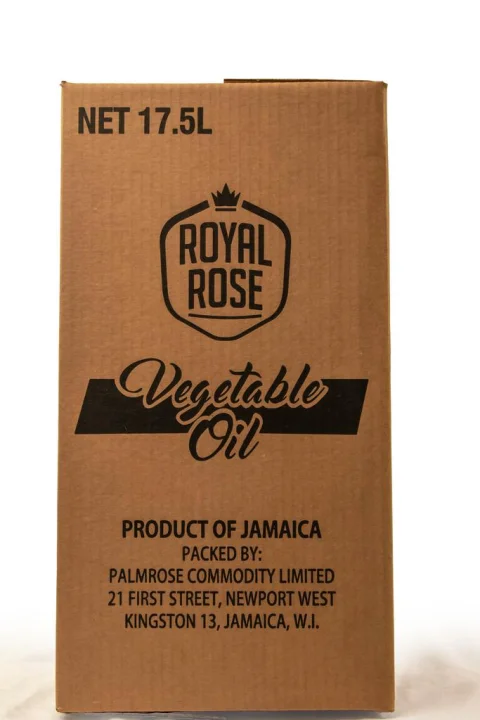 NET 17.5L
ROYAL
ROSE
Vegetable
Oil
PRODUCT OF JAMAICA
PACKED BY:
PALMROSE COMMODITY LIMITED
21 FIRST STREET, NEWPORT WEST
KINGSTON 13, JAMAICA, W.I.